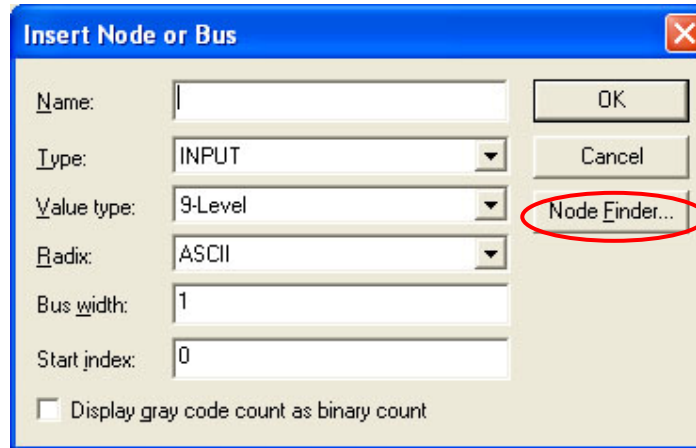 Insert Node or Bus
Name:
OK
Type:
INPUT
Cancel
Value type:
9-Level
Node Finder...
Radix:
ASCII
Bus width:
1
Start index:
0
Display gray code count as binary count